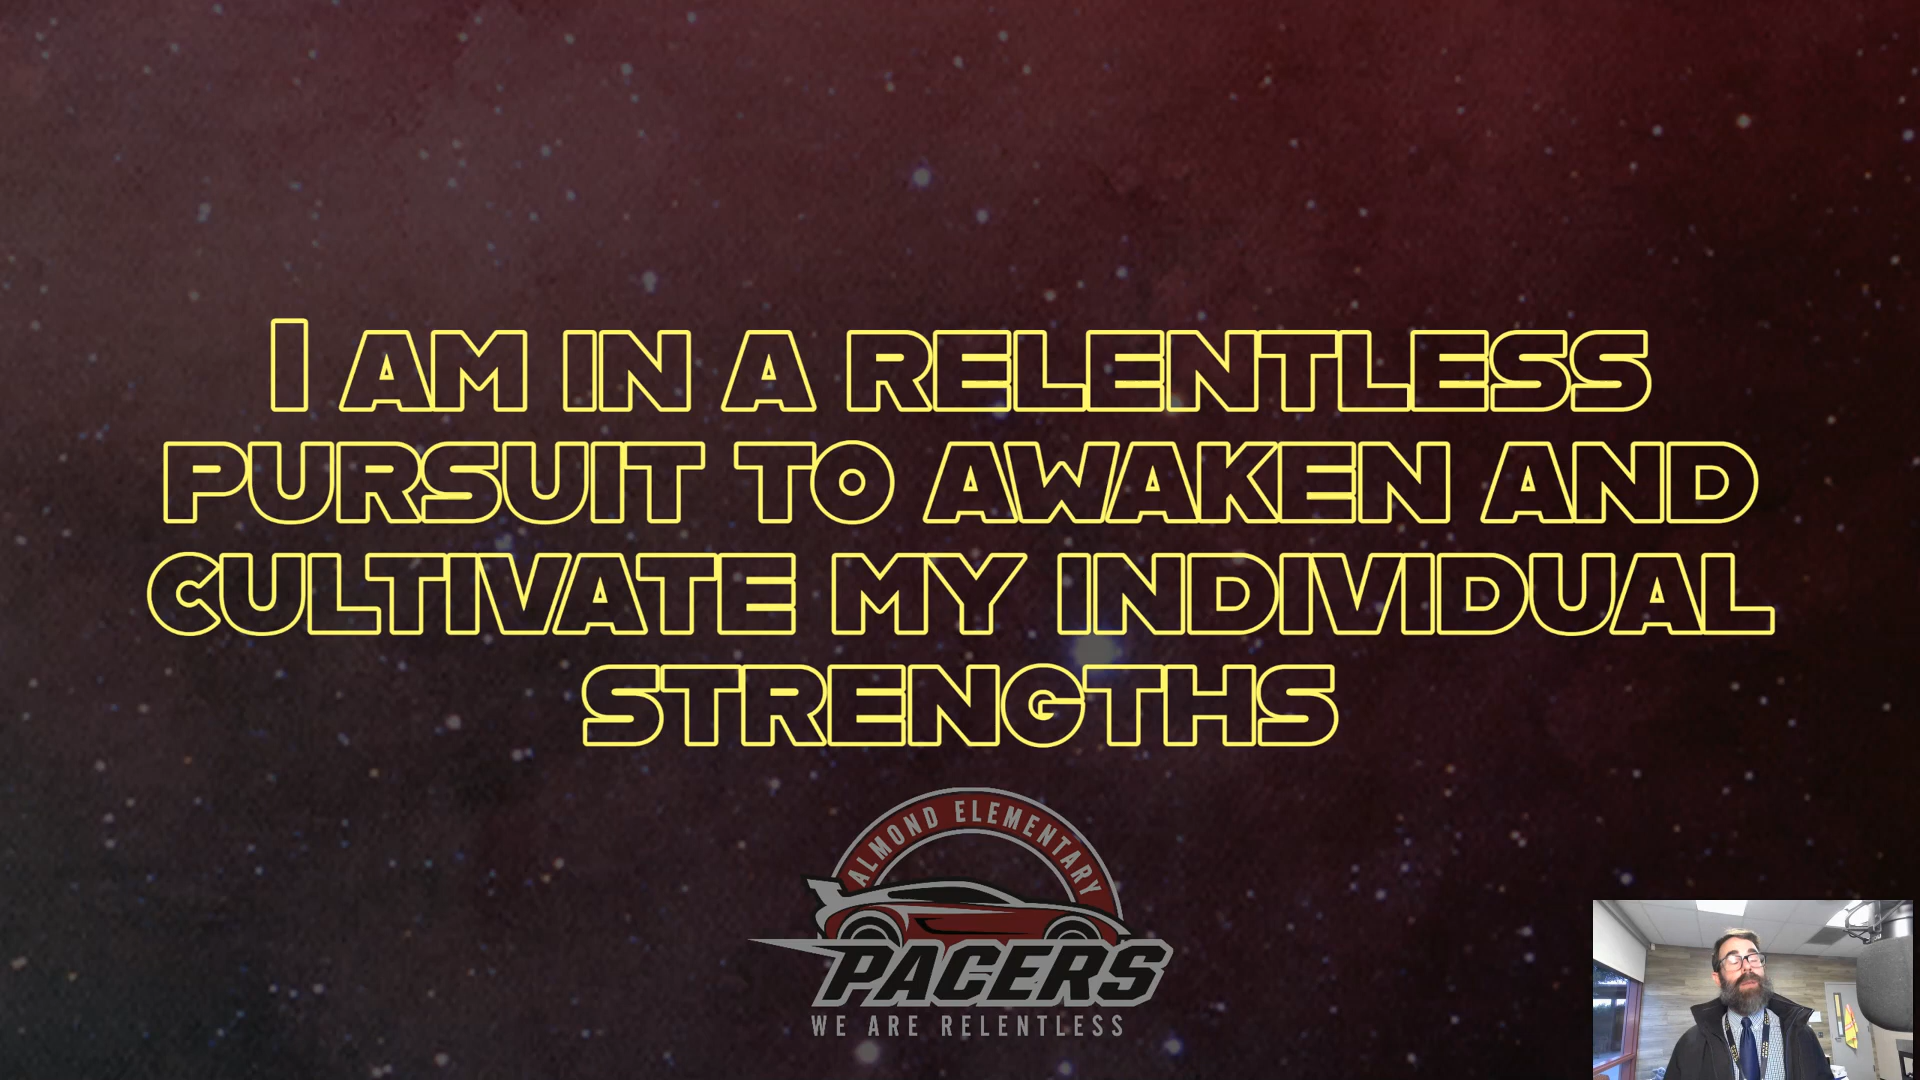 I AM IN A RELENTLESS
PURSUIT TO AWAKEN AND
CULTIVATE MY INDIVIDUAL
STRENGTHS
ALMOND ELEMENTARY
PACERS
WE ARE RELENTLESS